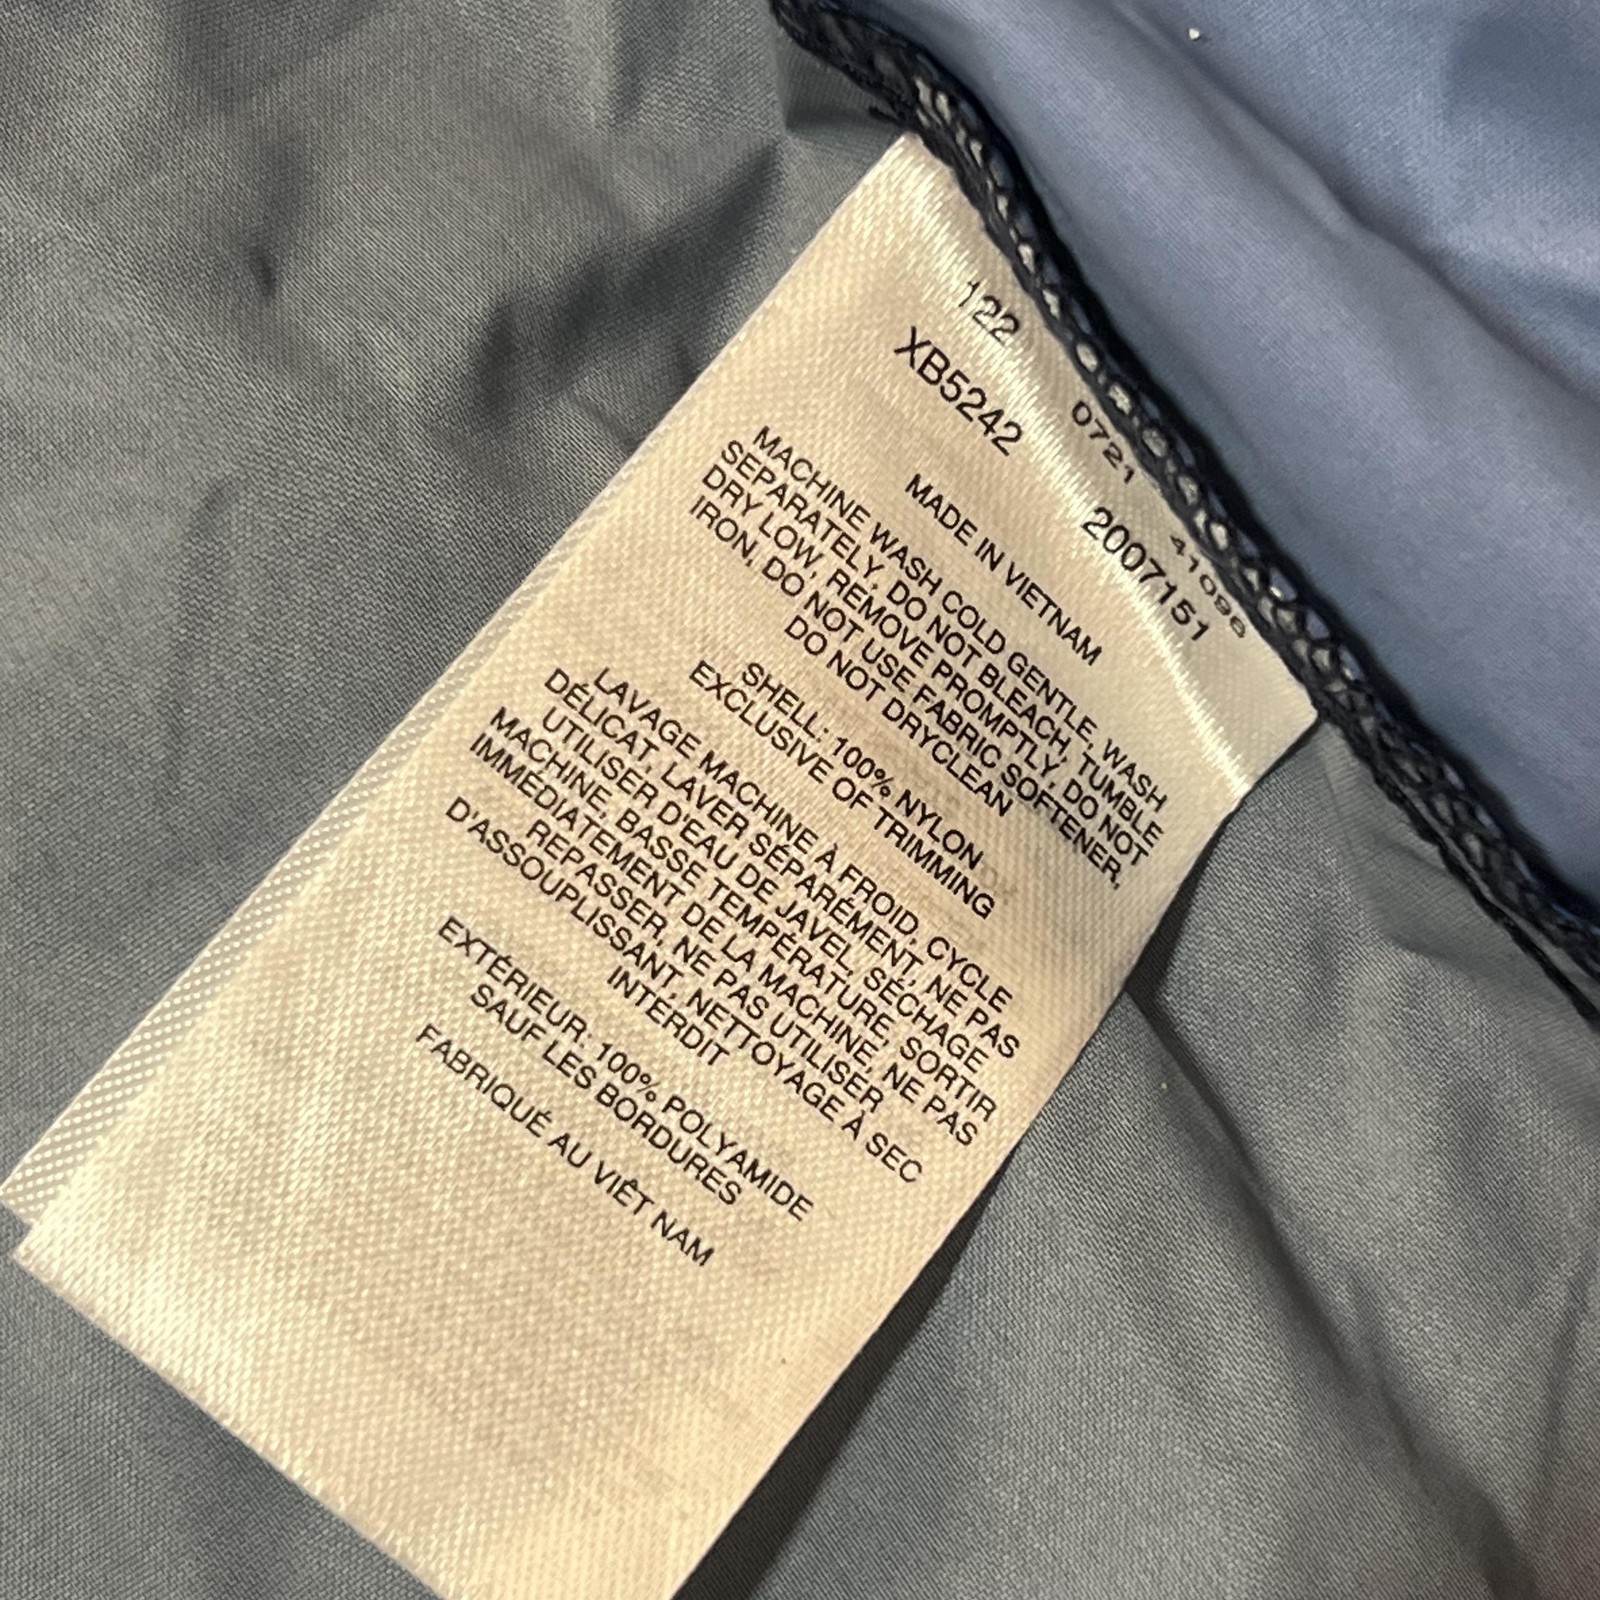 122 0721 41098
XB5242 2007151
MADE IN VIETNAM
MACHINE WASH COLD GENTLE, WASH
SEPARATELY, DO NOT BLEACH, TUMBLE
DRY LOW, REMOVE PROMPTLY, DO NOT
IRON, DO NOT USE FABRIC SOFTENER,
DO NOT DRYCLEAN
SHELL: 100% NYLON
EXCLUSIVE OF TRIMMING
LAVAGE MACHINE À FROID, CYCLE
DÉLICAT, LAVER SÉPARÉMENT, NE PAS
UTILISER D'EAU DE JAVEL, SÉCHAGE
MACHINE, BASSE TEMPÉRATURE, SORTIR
IMMÉDIATEMENT DE LA MACHINE, NE PAS
REPASSER, NE PAS UTILISER
D'ASSOUPLISSANT, NETTOYAGE À SEC
INTERDIT
EXTÉRIEUR: 100% POLYAMIDE
SAUF LES BORDURES
FABRIQUÉ AU VIÊT NAM